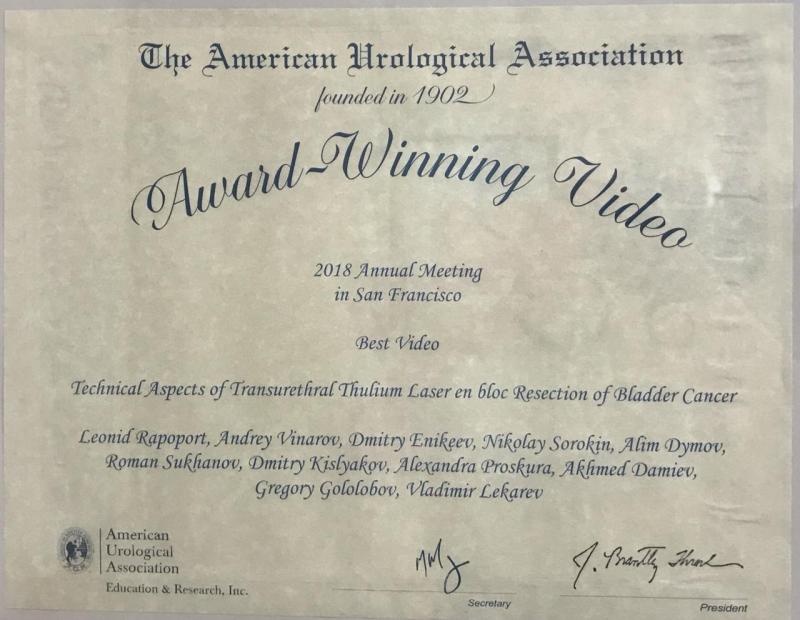 The American Urological Association
founded in 1902
Award-Winning Video
2018 Annual Meeting
in San Francisco
Best Video
Technical Aspects of Transurethral Thulium Laser en bloc Resection of Bladder Cancer
Leonid Rapoport, Andrey Vinarov, Dmitry Enikeev, Nikolay Sorokin, Alim Dymov,
Roman Sukhanov, Dmitry Kislyakov, Alexandra Proskura, Akhmed Damiev,
Gregory Gololobov, Vladimir Lekarev
American
Urological
Association
Education & Research, Inc.
J. Brantley
Secretary
President